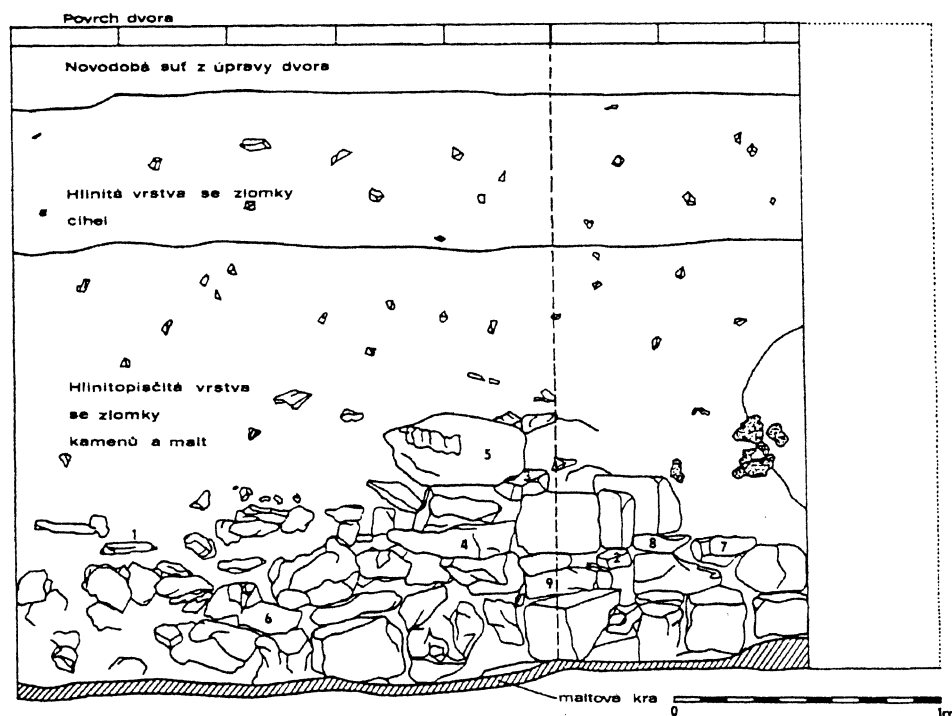 Povrch dvora
Novodobá suť z úpravy dvora
Hlinitá vrstva se zlomky
cihel
Hlinitopisčitá vrstva
se zlomky
kamenů a malt
5
1
4
8
7
2
9
6
maltová kra
0
1m